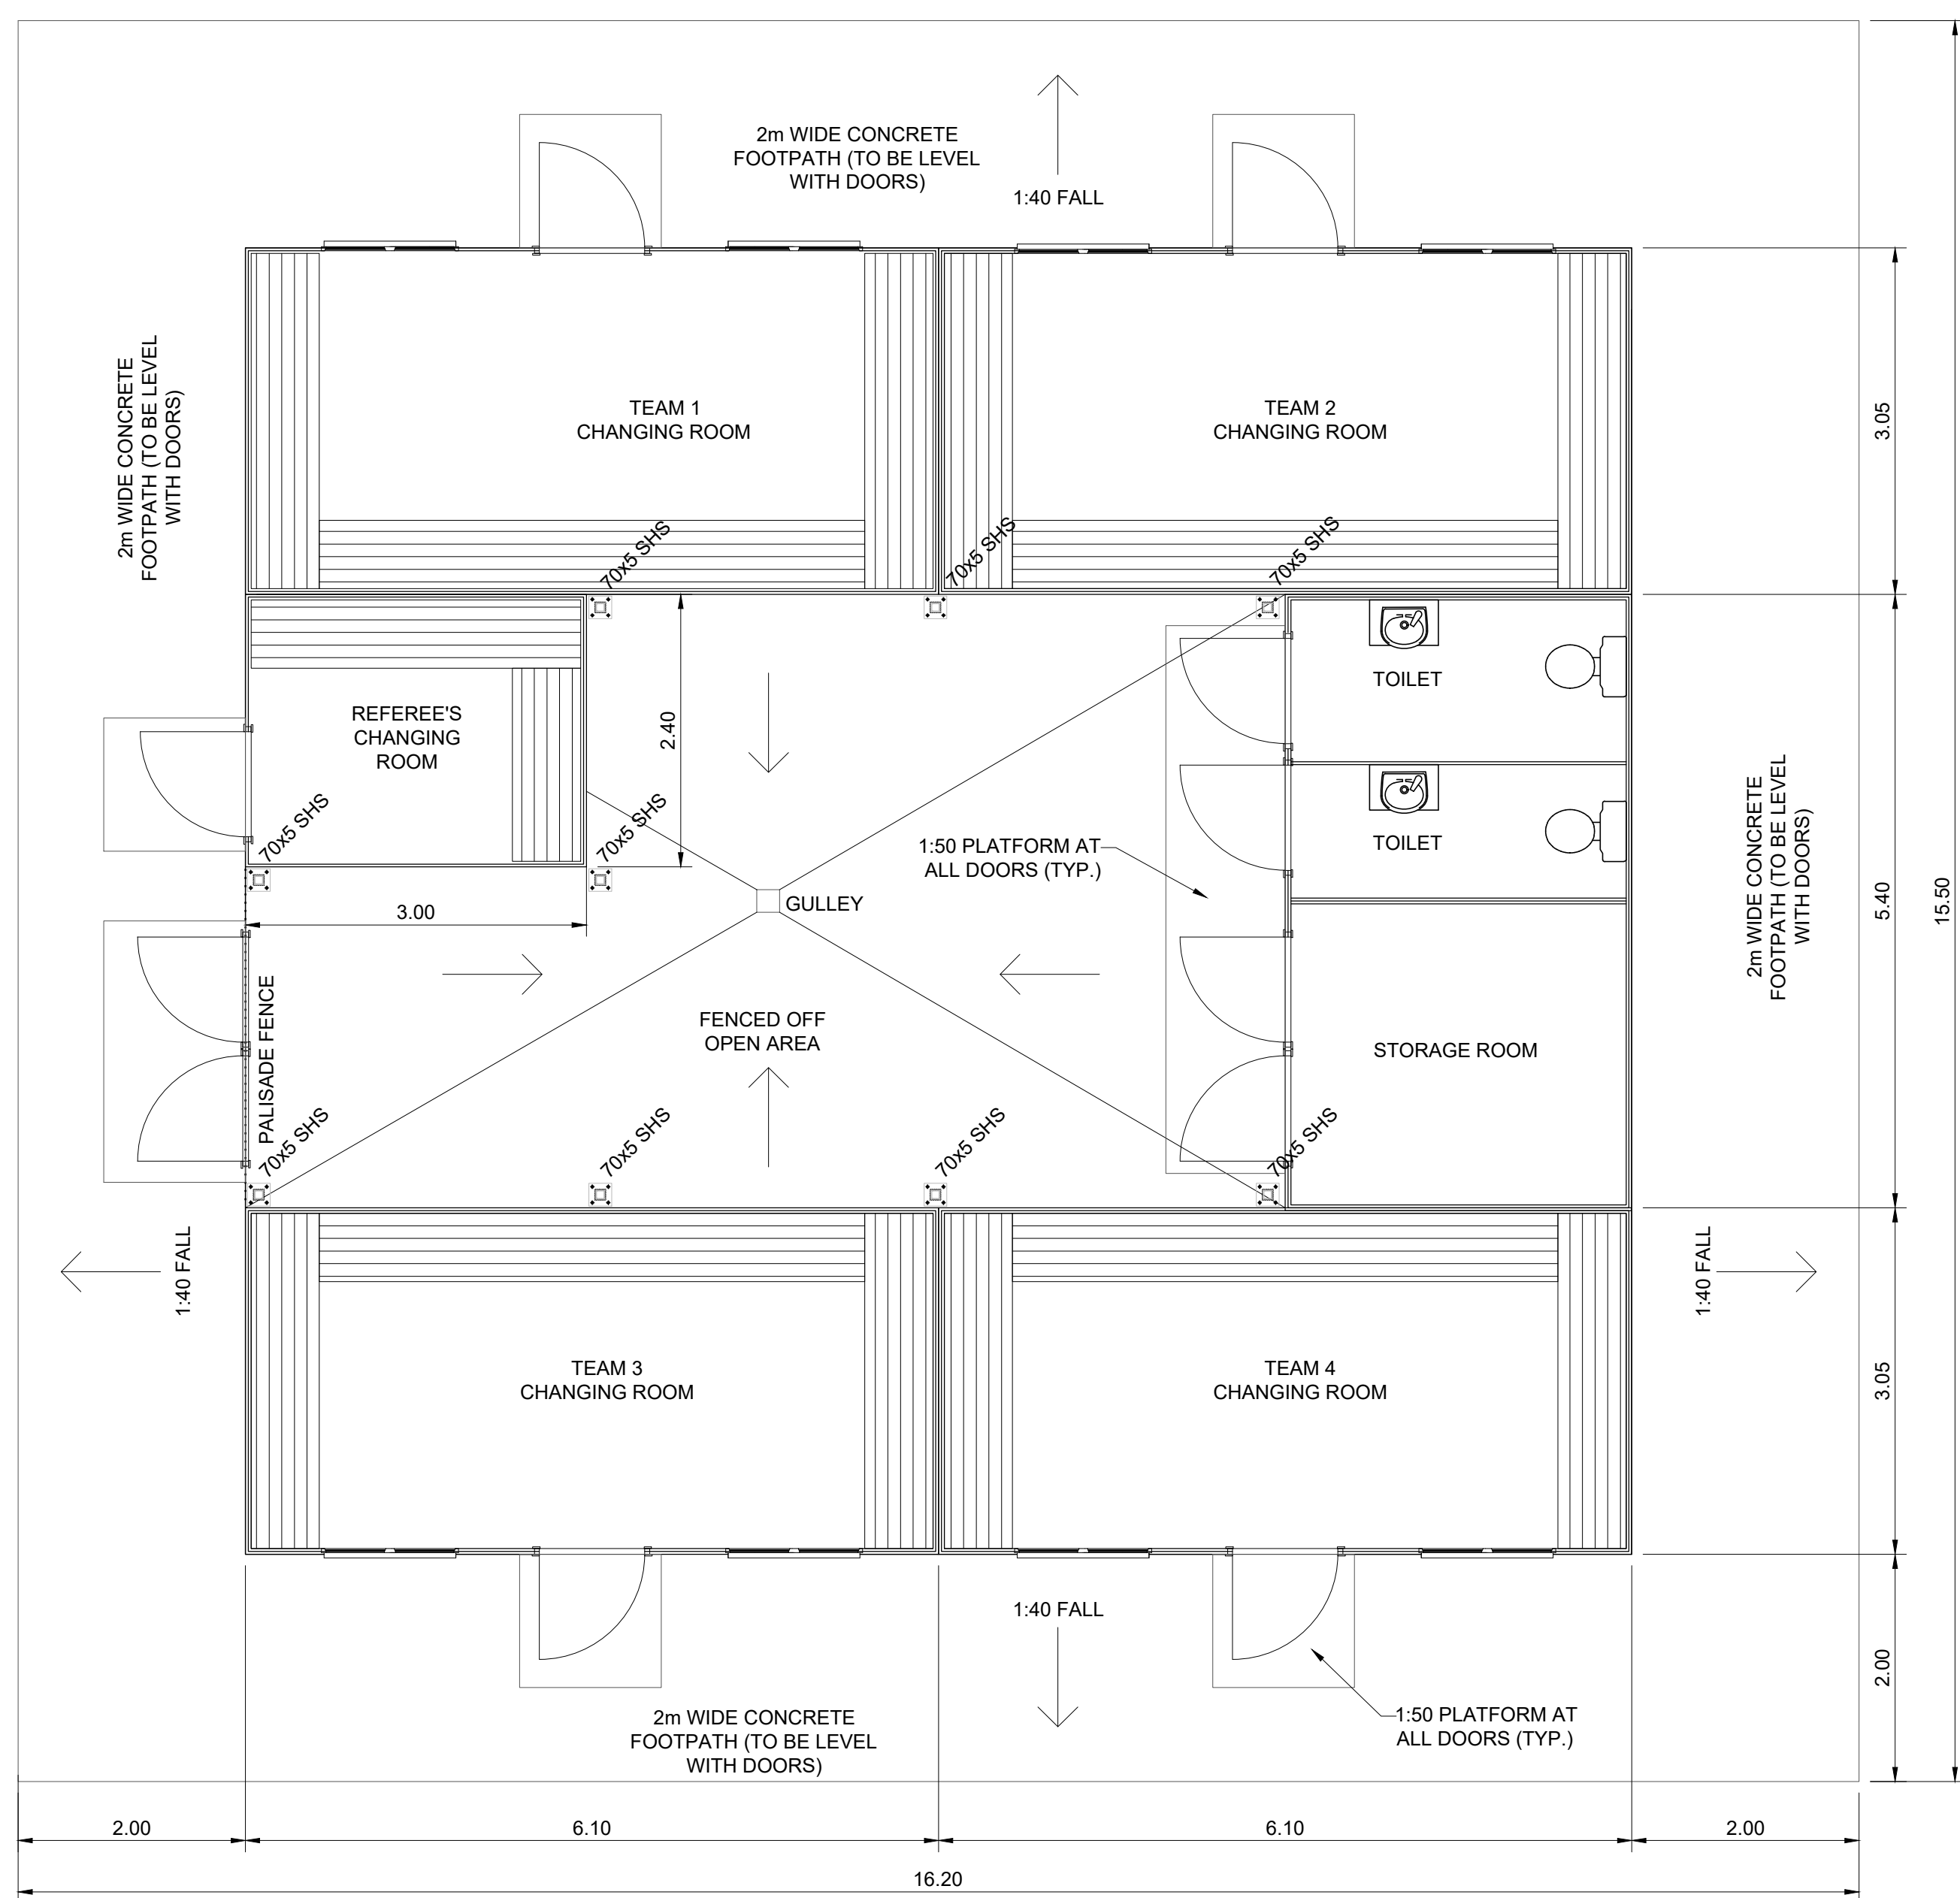 2m WIDE CONCRETE
FOOTPATH (TO BE LEVEL
WITH DOORS)
1:40 FALL
2m WIDE CONCRETE
FOOTPATH (TO BE LEVEL
WITH DOORS)
TEAM 1
CHANGING ROOM
TEAM 2
CHANGING ROOM
3.05
70x5 SHS
70x5 SHS
70x5 SHS
REFEREE'S
CHANGING
ROOM
2.40
TOILET
TOILET
70x5 SHS
70x5 SHS
1:50 PLATFORM AT
ALL DOORS (TYP.)
2m WIDE CONCRETE
FOOTPATH (TO BE LEVEL
WITH DOORS)
5.40
15.50
3.00
GULLEY
PALISADE FENCE
FENCED OFF
OPEN AREA
STORAGE ROOM
70x5 SHS
70x5 SHS
70x5 SHS
70x5 SHS
1:40 FALL
1:40 FALL
TEAM 3
CHANGING ROOM
TEAM 4
CHANGING ROOM
3.05
1:40 FALL
2.00
2m WIDE CONCRETE
FOOTPATH (TO BE LEVEL
WITH DOORS)
1:50 PLATFORM AT
ALL DOORS (TYP.)
2.00
6.10
6.10
2.00
16.20